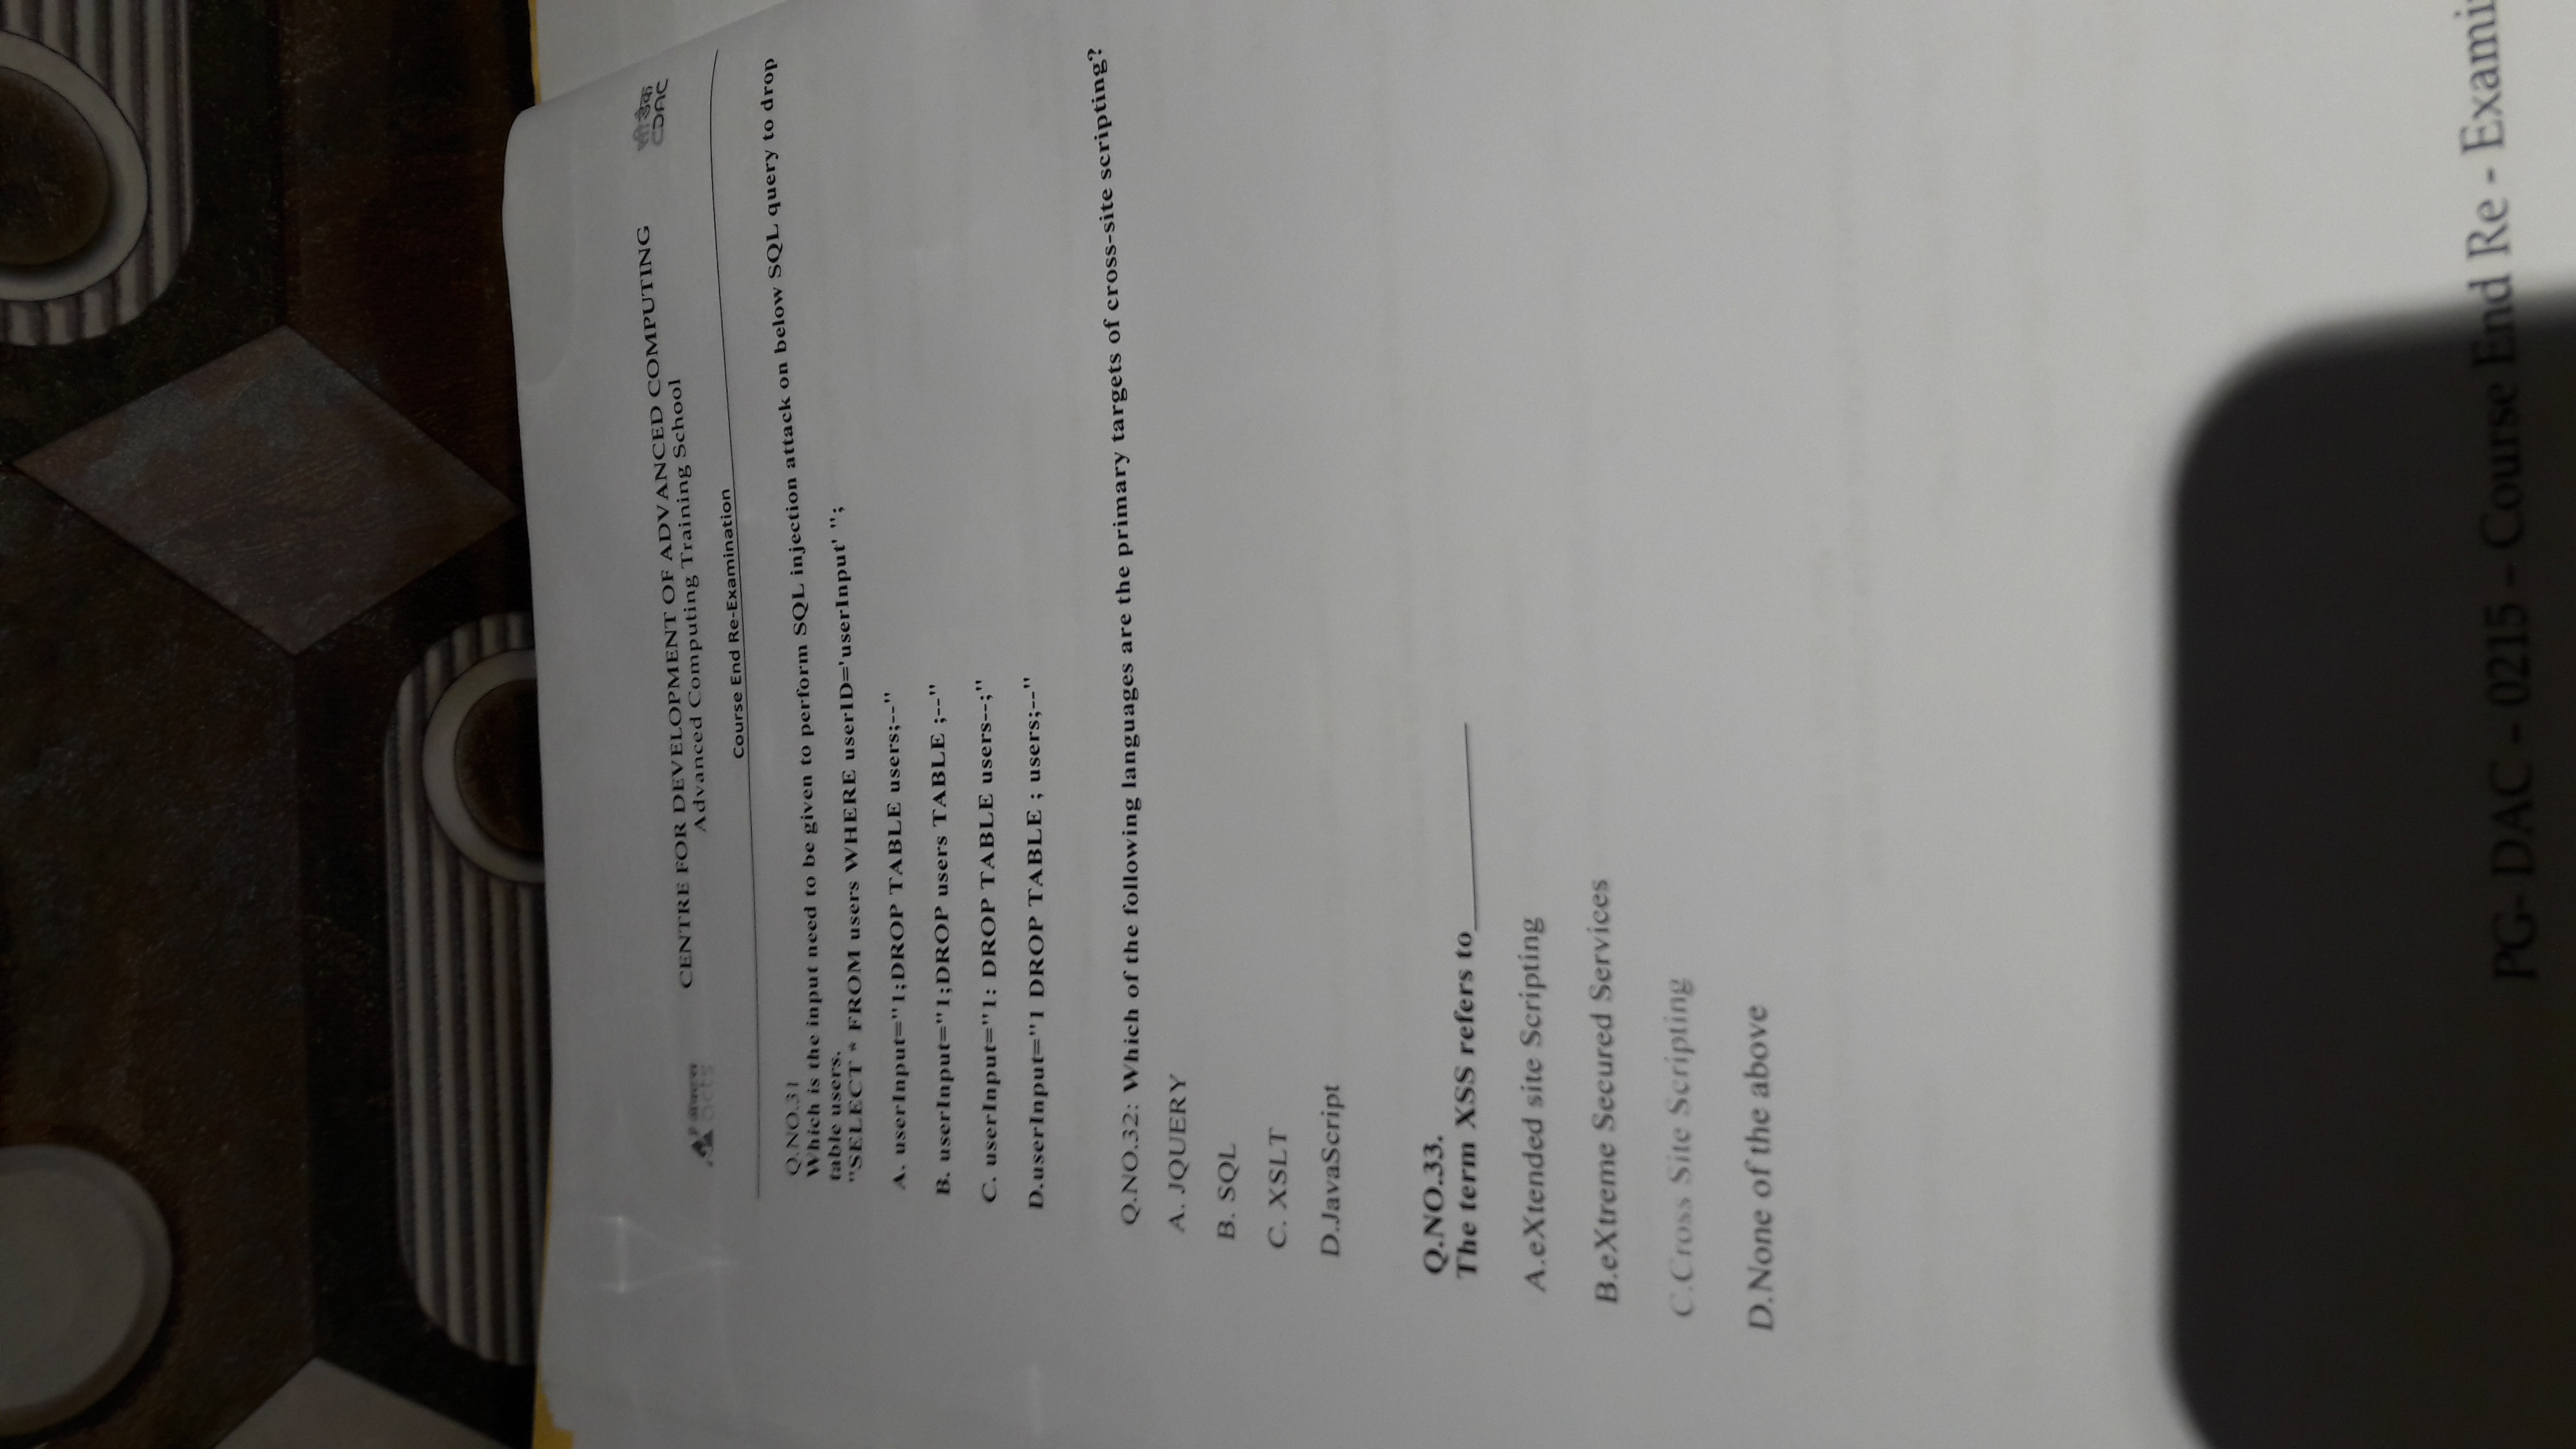 एक्टस
acts
CENTRE FOR DEVELOPMENT OF ADVANCED COMPUTING
Advanced Computing Training School
सी डैक
CDAC
Course End Re-Examination
Q.NO.31
Which is the input need to be given to perform SQL injection attack on below SQL query to drop
table users.
"SELECT * FROM users WHERE userID='userInput' ";
A. userInput="1;DROP TABLE users;--"
B. userInput="1;DROP users TABLE ;--"
C. userInput="1: DROP TABLE users--;"
D.userInput="1 DROP TABLE ; users;--"
Q.NO.32: Which of the following languages are the primary targets of cross-site scripting?
A. JQUERY
B. SQL
C. XSLT
D.JavaScript
Q.NO.33.
The term XSS refers to____________
A.eXtended site Scripting
B.eXtreme Secured Services
C.Cross Site Scripting
D.None of the above
PG- DAC – 0215 – Course End Re - Exami